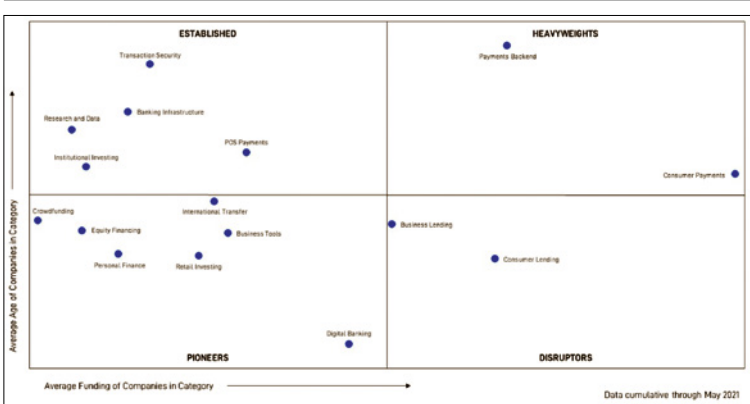 ESTABLISHED
HEAVYWEIGHTS
Transaction Security
Payments Backend
Banking Infrastructure
Research and Data
POS Payments
Institutional Investing
Consumer Payments
Crowdfunding
International Transfer
Equity Financing
Business Tools
Business Lending
Personal Finance
Retail Investing
Consumer Lending
Digital Banking
PIONEERS
DISRUPTORS
Average Age of Companies in Category
Average Funding of Companies in Category
Data cumulative through May 2021